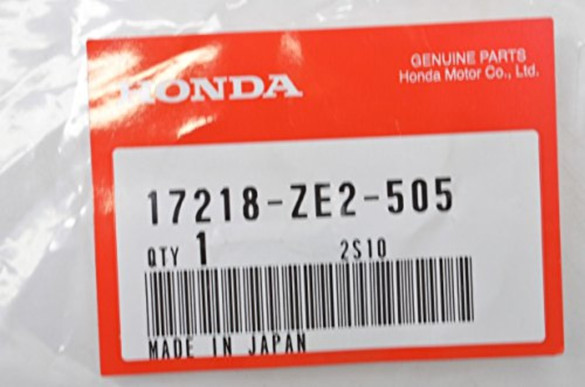 HONDA
GENUINE PARTS
Honda Motor Co., Ltd.
17218-ZE2-505
QTY 1 2S10
MADE IN JAPAN